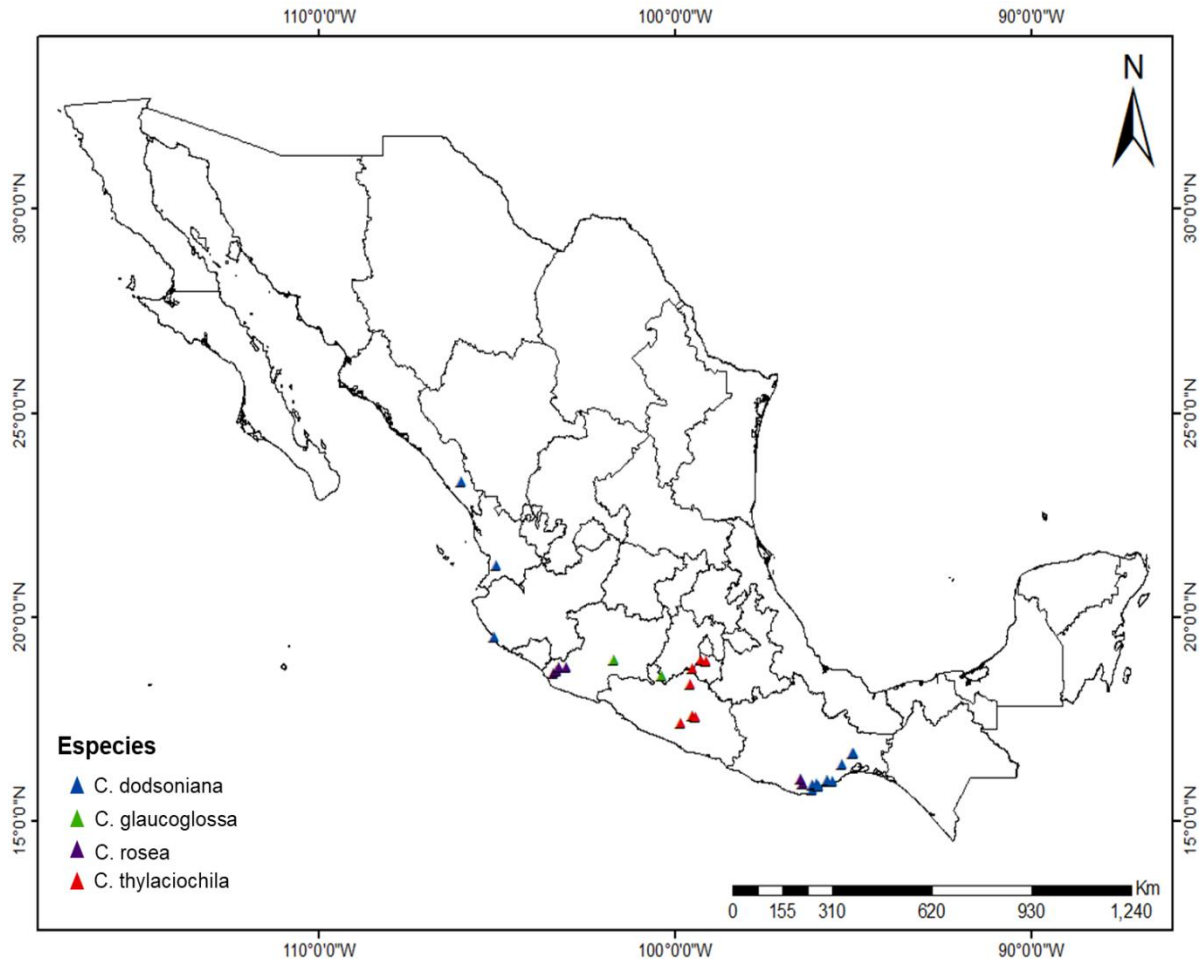 110°0'0"W 100°0'0"W 90°0'0"W
N
30°0'0"N 30°0'0"N
25°0'0"N 25°0'0"N
20°0'0"N 20°0'0"N
15°0'0"N 15°0'0"N
Especies
C. dodsoniana
C. glaucoglossa
C. rosea
C. thylaciochila
Km
0 155 310 620 930 1,240
110°0'0"W 100°0'0"W 90°0'0"W